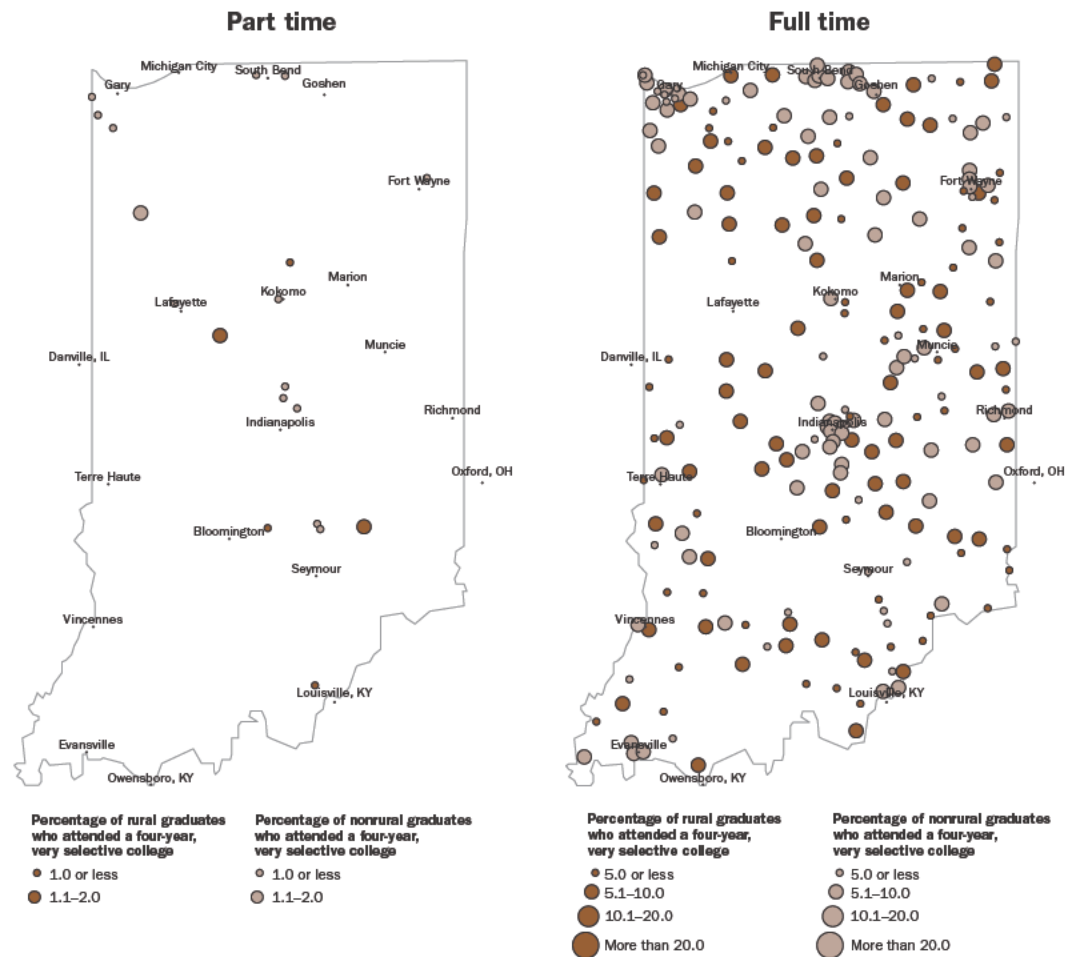 Part time
Michigan City
South Bend
Gary
Goshen
Fort Wayne
Marion
Kokomo
Lafayette
Muncie
Danville, IL
Richmond
Indianapolis
Terre Haute
Oxford, OH
Bloomington
Seymour
Vincennes
Louisville, KY
Evansville
Owensboro, KY
Percentage of rural graduates
who attended a four-year,
very selective college
1.0 or less
1.1–2.0
Percentage of nonrural graduates
who attended a four-year,
very selective college
1.0 or less
1.1–2.0
Full time
Michigan City
South Bend
Gary
Goshen
Fort Wayne
Marion
Kokomo
Lafayette
Muncie
Danville, IL
Richmond
Indianapolis
Terre Haute
Oxford, OH
Bloomington
Seymour
Vincennes
Louisville, KY
Evansville
Owensboro, KY
Percentage of rural graduates
who attended a four-year,
very selective college
5.0 or less
5.1–10.0
10.1–20.0
More than 20.0
Percentage of nonrural graduates
who attended a four-year,
very selective college
5.0 or less
5.1–10.0
10.1–20.0
More than 20.0